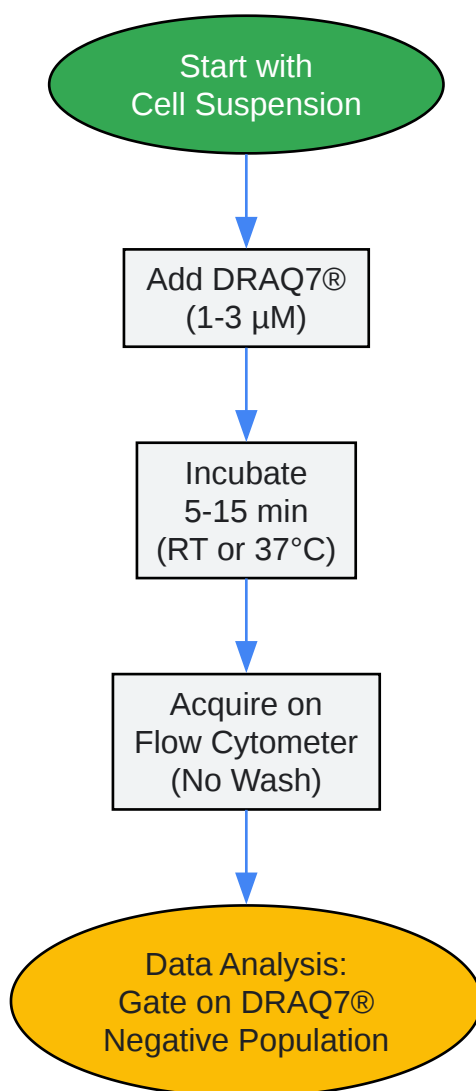 Start with
Cell Suspension
Add DRAQ7®
(1-3 µM)
Incubate
5-15 min
(RT or 37°C)
Acquire on
Flow Cytometer
(No Wash)
Data Analysis:
Gate on DRAQ7®
Negative Population